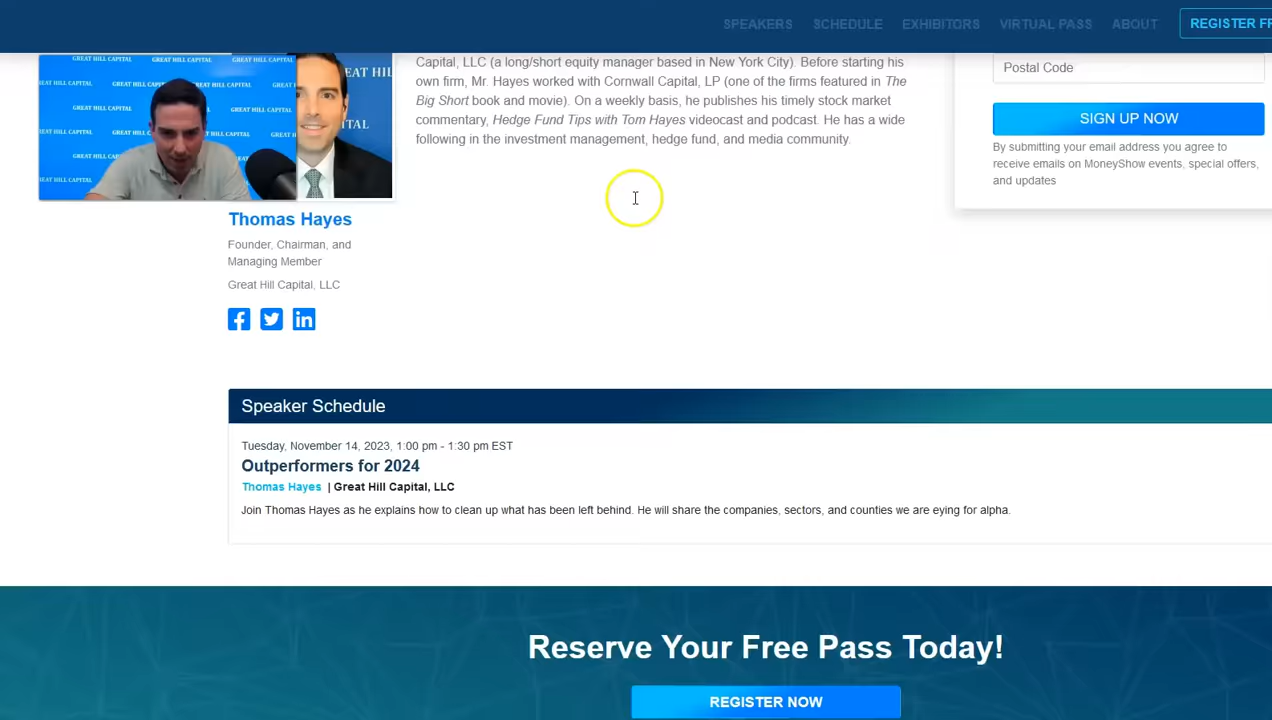 SPEAKERS SCHEDULE EXHIBITORS VIRTUAL PASS ABOUT REGISTER
GREAT HILL CAPITAL GREAT HILL CAPITAL
Capital, LLC (a long/short equity manager based in New York City). Before starting his
own firm, Mr. Hayes worked with Cornwall Capital, LP (one of the firms featured in The
Big Short book and movie). On a weekly basis, he publishes his timely stock market
commentary, Hedge Fund Tips with Tom Hayes videocast and podcast. He has a wide
following in the investment management, hedge fund, and media community.
Postal Code
SIGN UP NOW
By submitting your email address you agree to
receive emails on MoneyShow events, special offers,
and updates
Thomas Hayes
Founder, Chairman, and
Managing Member
Great Hill Capital, LLC
Speaker Schedule
Tuesday, November 14, 2023, 1:00 pm - 1:30 pm EST
Outperformers for 2024
Thomas Hayes | Great Hill Capital, LLC
Join Thomas Hayes as he explains how to clean up what has been left behind. He will share the companies, sectors, and counties we are eying for alpha.
Reserve Your Free Pass Today!
REGISTER NOW